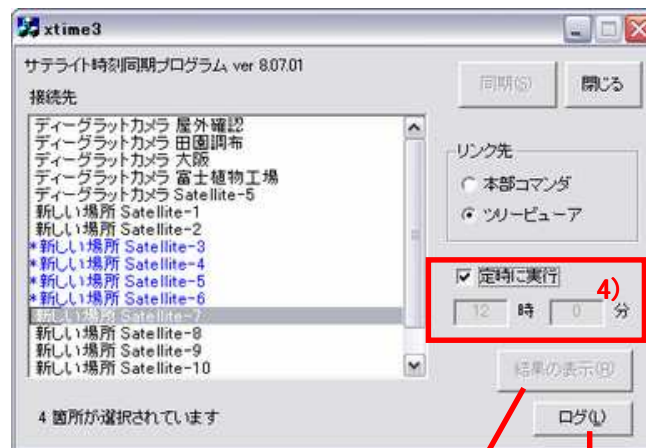 xtime3
サテライト時刻同期プログラム ver 8.07.01
同期(S)
閉じる
接続先
ディーグラットカメラ 屋外確認
ディーグラットカメラ 田園調布
ディーグラットカメラ 大阪
ディーグラットカメラ 富士植物工場
ディーグラットカメラ Satellite-5
新しい場所 Satellite-1
新しい場所 Satellite-2
*新しい場所 Satellite-3
*新しい場所 Satellite-4
*新しい場所 Satellite-5
*新しい場所 Satellite-6
新しい場所 Satellite-7
新しい場所 Satellite-8
新しい場所 Satellite-9
新しい場所 Satellite-10
リンク先
本部コマンダ
ツリービューア
定時に実行
4)
12 時 0 分
結果の表示(R)
4 箇所が選択されています
ログ(L)